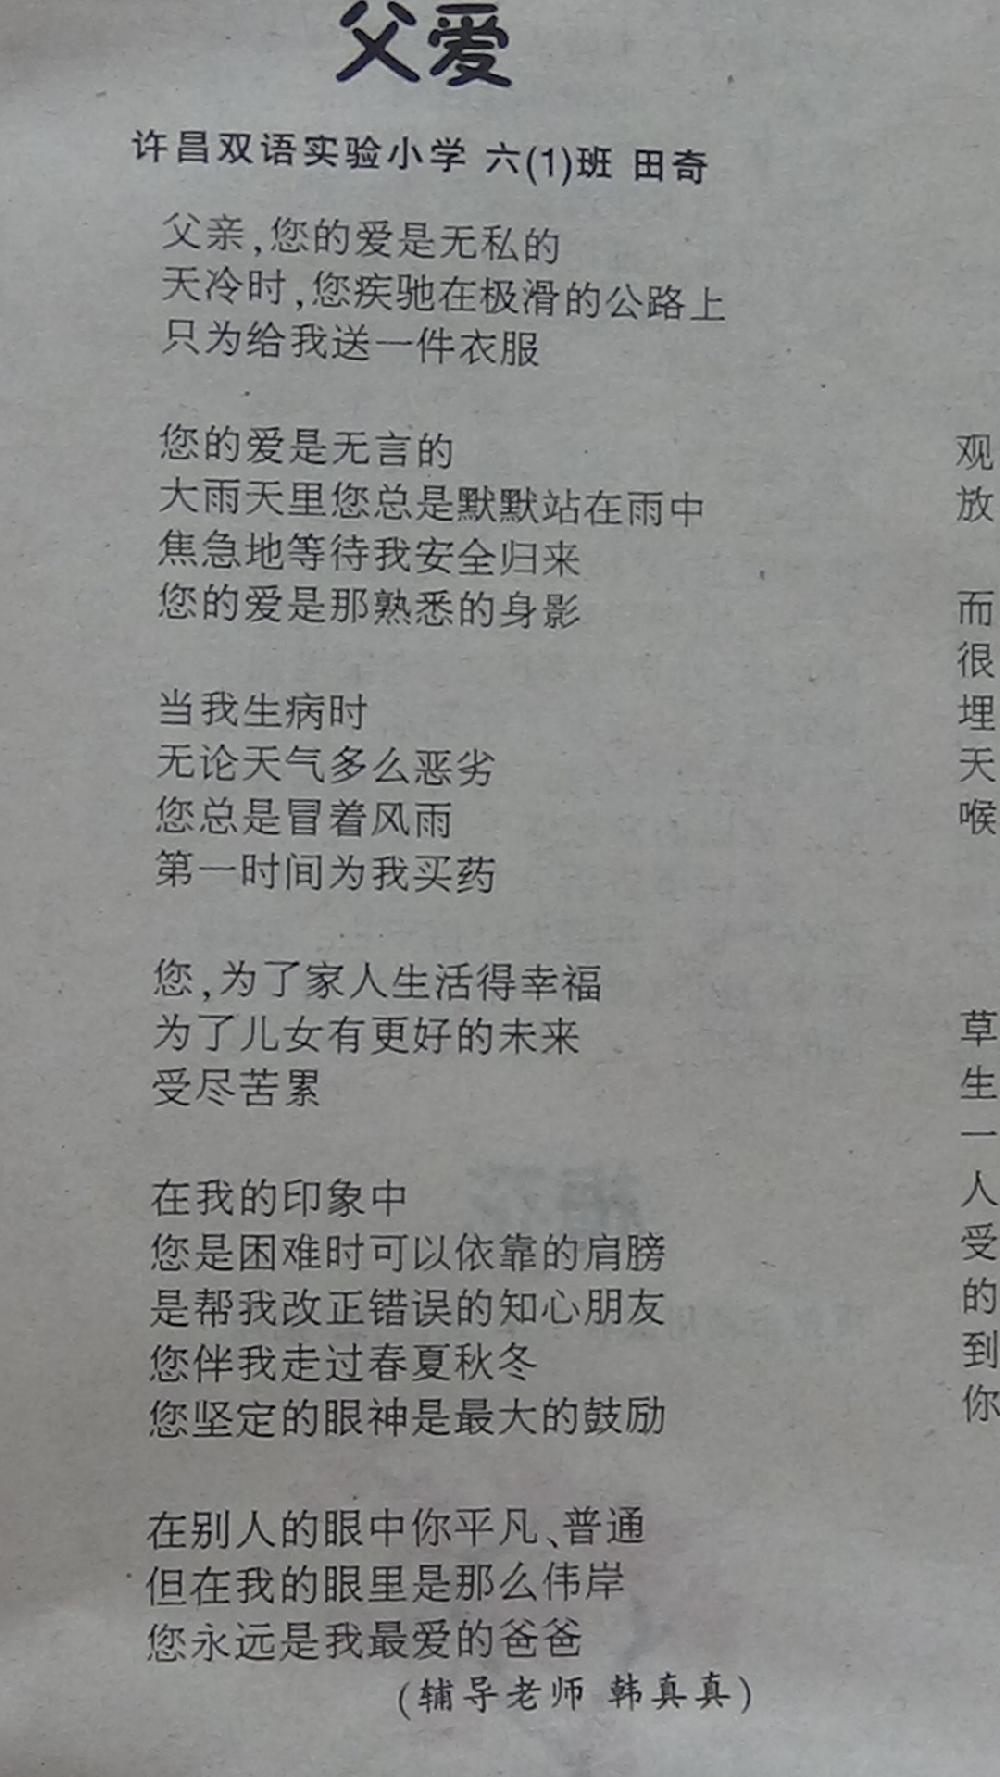 父爱
许昌双语实验小学 六(1)班 田奇
父亲,您的爱是无私的
天冷时,您疾驰在极滑的公路上
只为给我送一件衣服
您的爱是无言的
大雨天里您总是默默站在雨中
焦急地等待我安全归来
您的爱是那熟悉的身影
当我生病时
无论天气多么恶劣
您总是冒着风雨
第一时间为我买药
您,为了家人生活得幸福
为了儿女有更好的未来
受尽苦累
在我的印象中
您是困难时可以依靠的肩膀
是帮我改正错误的知心朋友
您伴我走过春夏秋冬
您坚定的眼神是最大的鼓励
在别人的眼中你平凡、普通
但在我的眼里是那么伟岸
您永远是我最爱的爸爸
(辅导老师 韩真真)
观
放
而
很
埋
天
喉
草
生
一
人
受
的
到
你